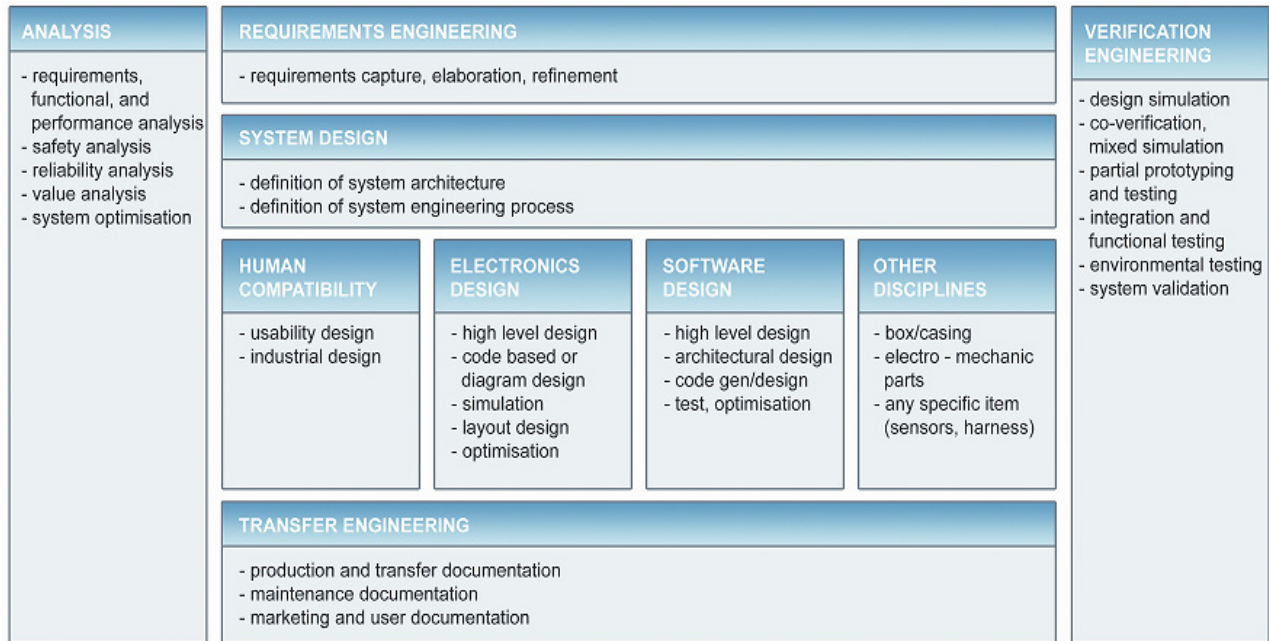 ANALYSIS
- requirements,
functional, and
performance analysis
- safety analysis
- reliability analysis
- value analysis
- system optimisation
REQUIREMENTS ENGINEERING
- requirements capture, elaboration, refinement
SYSTEM DESIGN
- definition of system architecture
- definition of system engineering process
HUMAN
COMPATIBILITY
- usability design
- industrial design
ELECTRONICS
DESIGN
- high level design
- code based or
diagram design
- simulation
- layout design
- optimisation
SOFTWARE
DESIGN
- high level design
- architectural design
- code gen/design
- test, optimisation
OTHER
DISCIPLINES
- box/casing
- electro - mechanic
parts
- any specific item
(sensors, harness)
TRANSFER ENGINEERING
- production and transfer documentation
- maintenance documentation
- marketing and user documentation
VERIFICATION
ENGINEERING
- design simulation
- co-verification,
mixed simulation
- partial prototyping
and testing
- integration and
functional testing
- environmental testing
- system validation